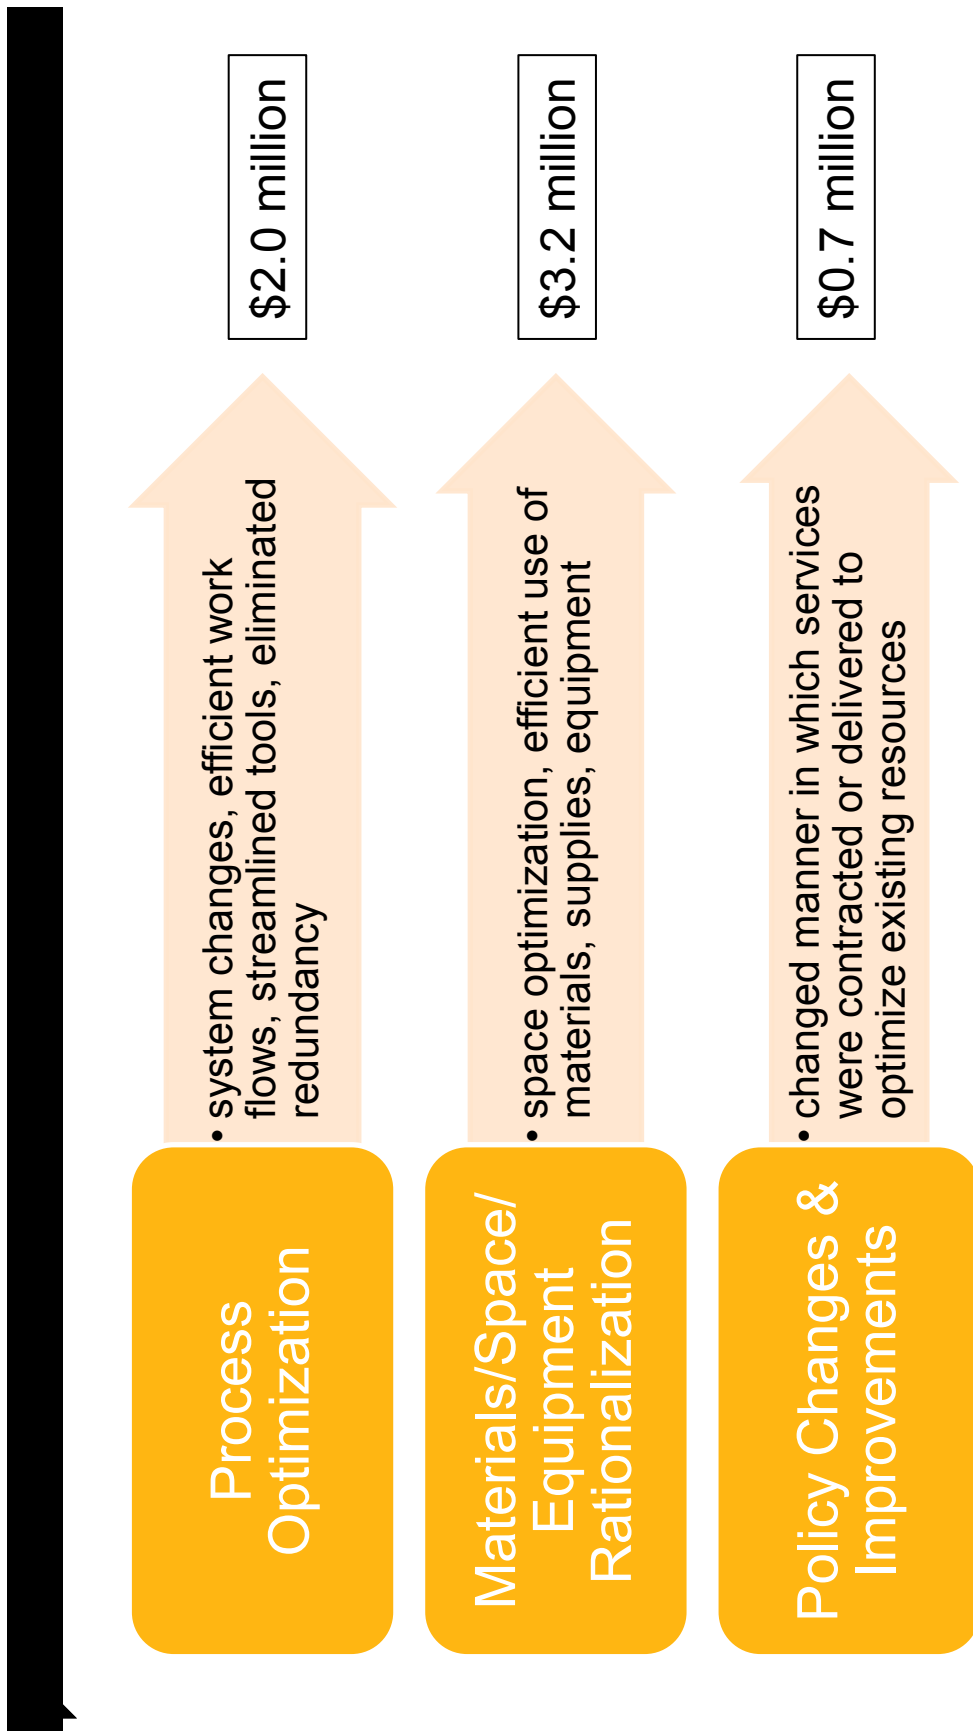 Process
Optimization
• system changes, efficient work
flows, streamlined tools, eliminated
redundancy
$2.0 million
Materials/Space/
Equipment
Rationalization
• space optimization, efficient use of
materials, supplies, equipment
$3.2 million
Policy Changes &
Improvements
• changed manner in which services
were contracted or delivered to
optimize existing resources
$0.7 million